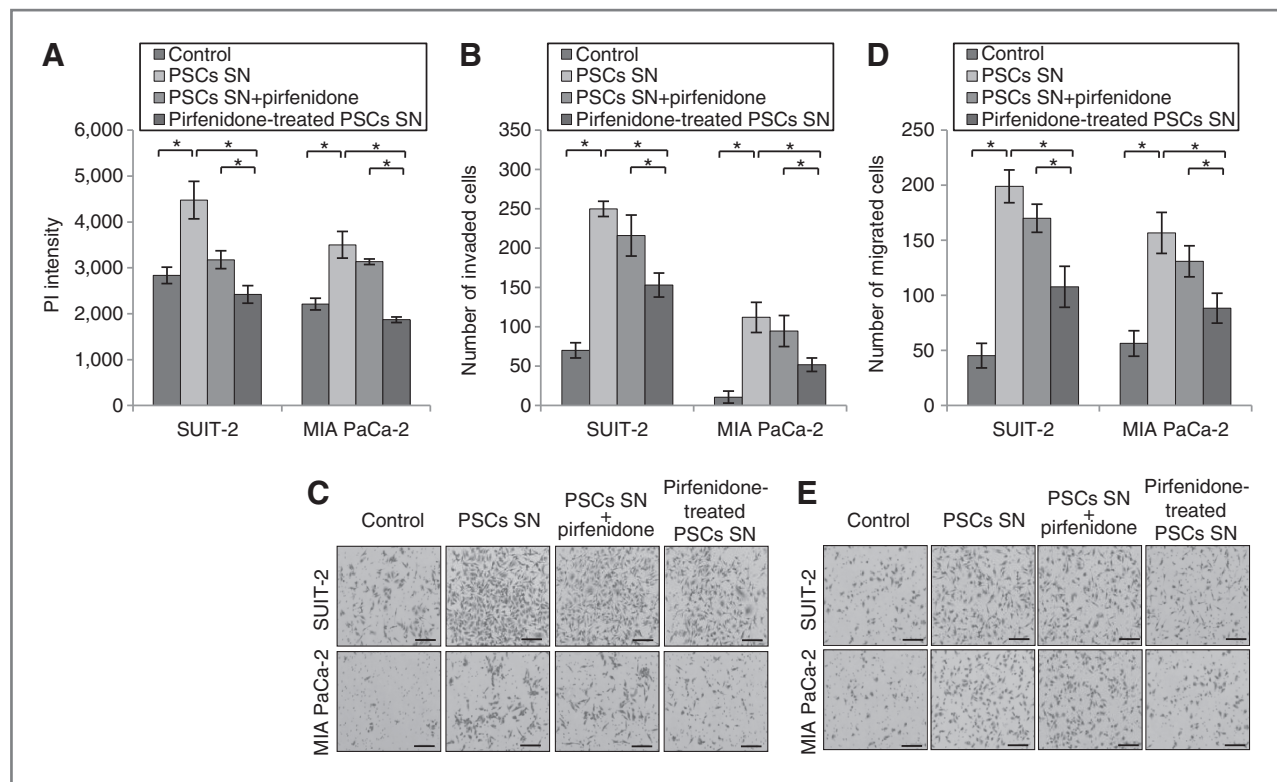 A
Control
PSCs SN
PSCs SN+pirfenidone
Pirfenidone-treated PSCs SN
6,000
5,000
4,000
3,000
2,000
1,000
0
PI intensity
* *
*
* *
*
SUIT-2 MIA PaCa-2
B
Control
PSCs SN
PSCs SN+pirfenidone
Pirfenidone-treated PSCs SN
350
300
250
200
150
100
50
0
Number of invaded cells
* *
*
* *
*
SUIT-2 MIA PaCa-2
D
Control
PSCs SN
PSCs SN+pirfenidone
Pirfenidone-treated PSCs SN
250
200
150
100
50
0
Number of migrated cells
* *
*
* *
*
SUIT-2 MIA PaCa-2
C
Control
PSCs SN
PSCs SN
+
pirfenidone
Pirfenidone-
treated
PSCs SN
SUIT-2
MIA PaCa-2
E
Control
PSCs SN
PSCs SN
+
pirfenidone
Pirfenidone-
treated
PSCs SN
SUIT-2
MIA PaCa-2